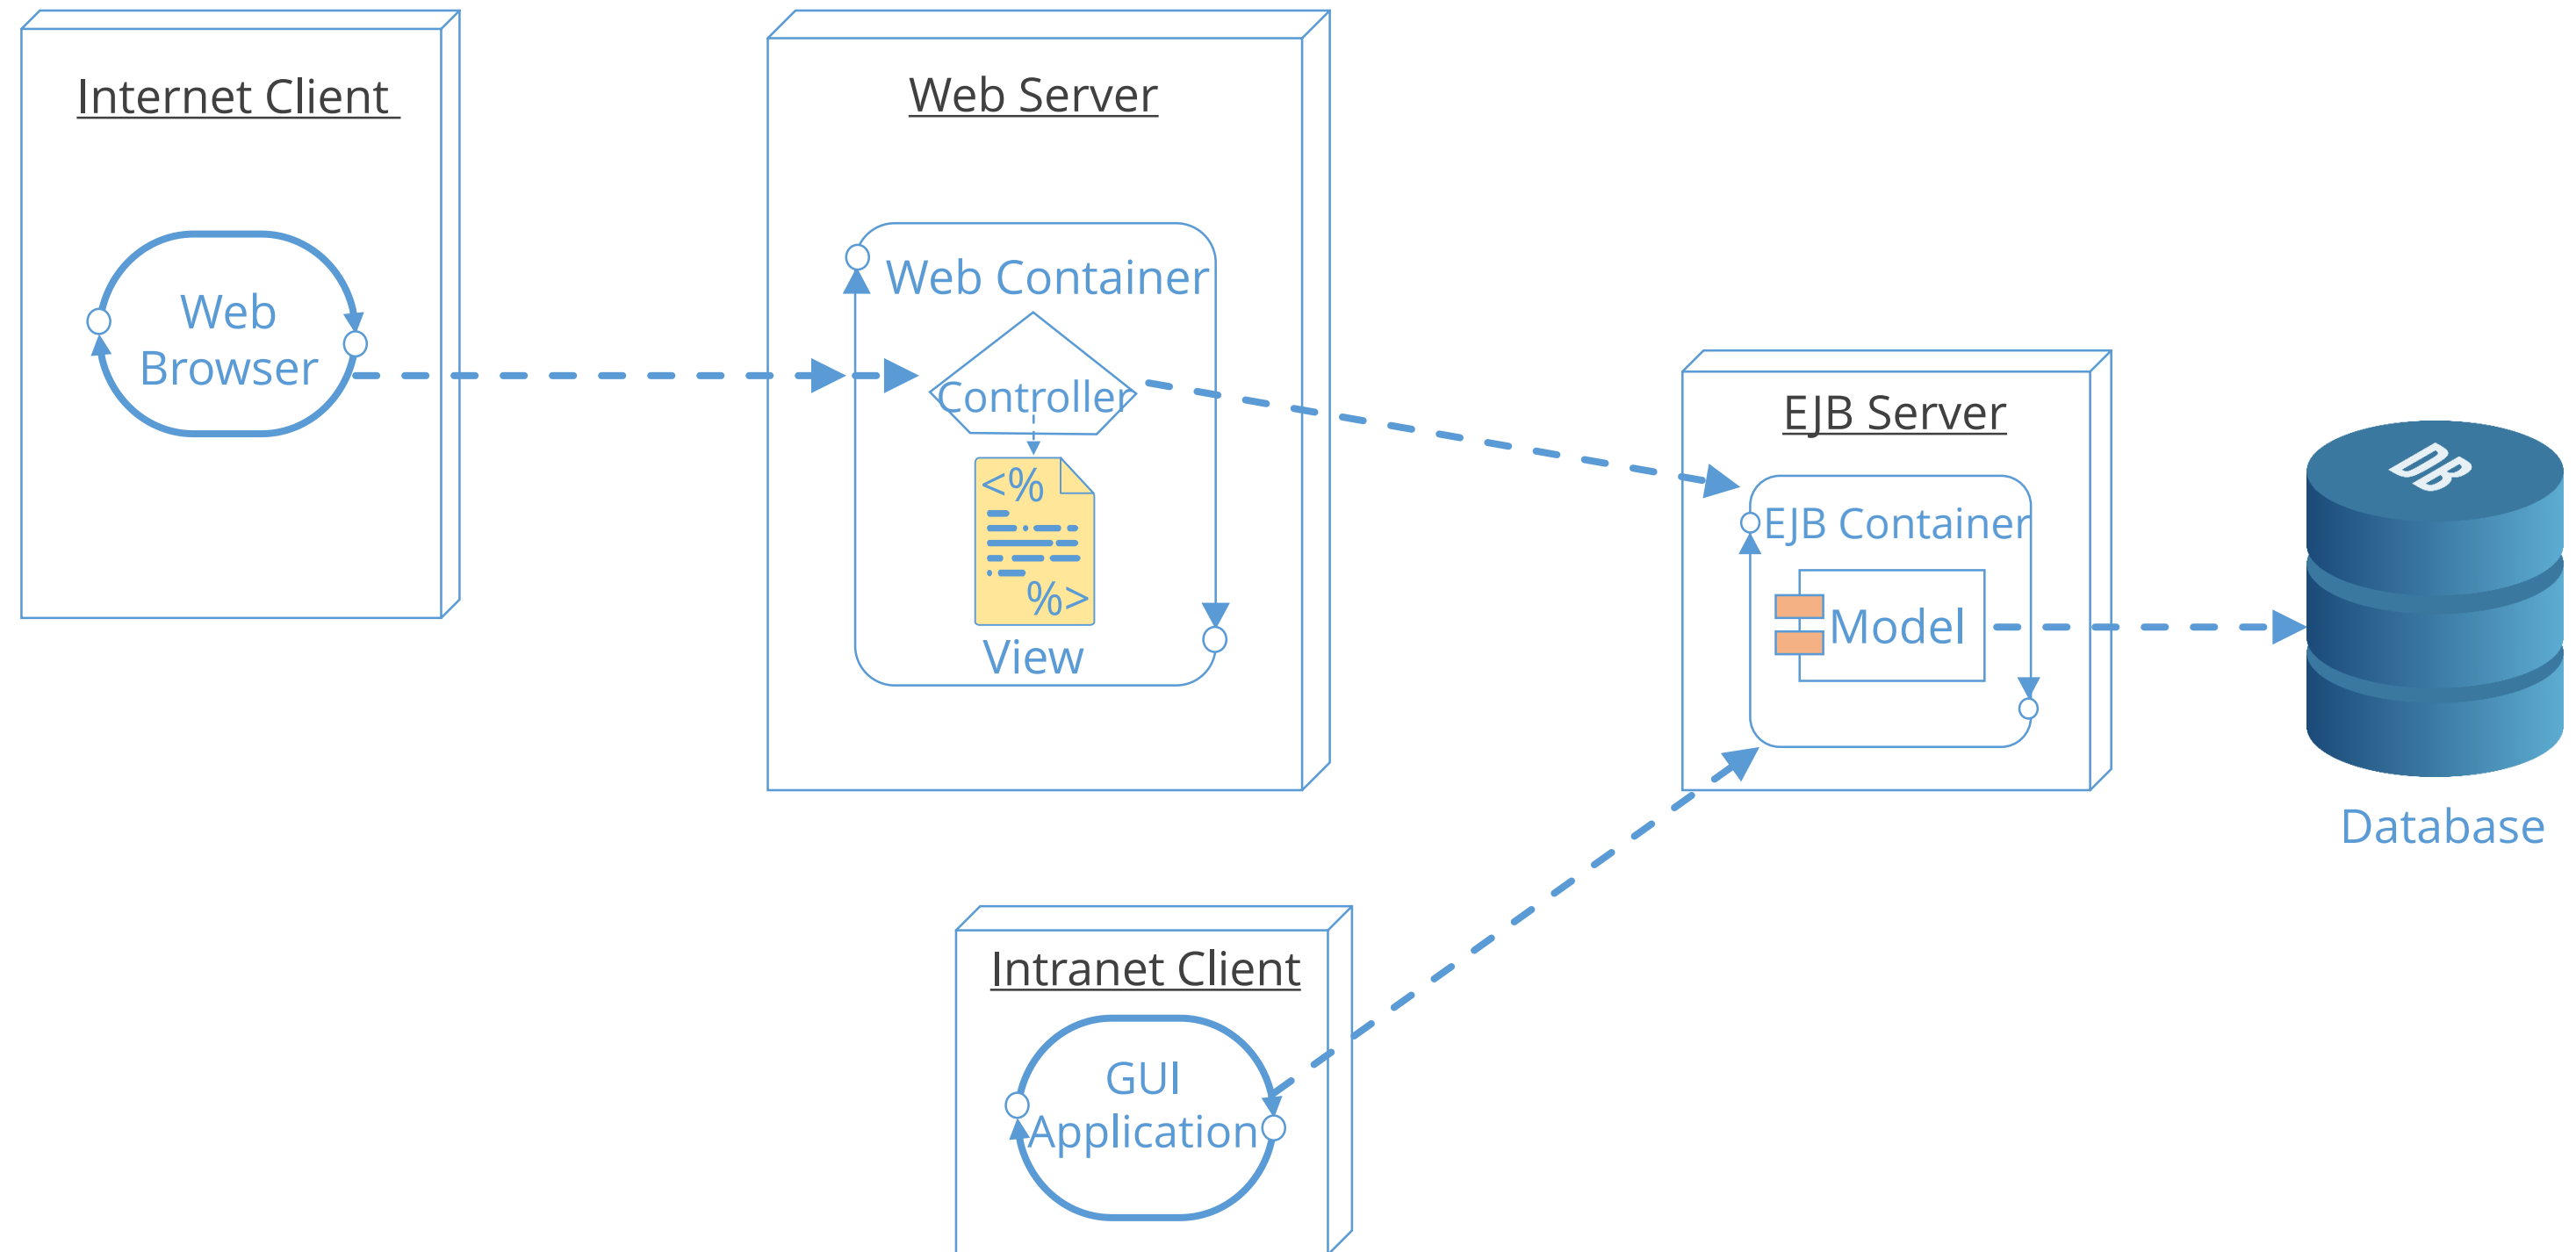 Internet Client
Web
Browser
Web Server
Web Container
Controller
<%
%>
View
EJB Server
EJB Container
Model
DB
Database
Intranet Client
GUI
Application